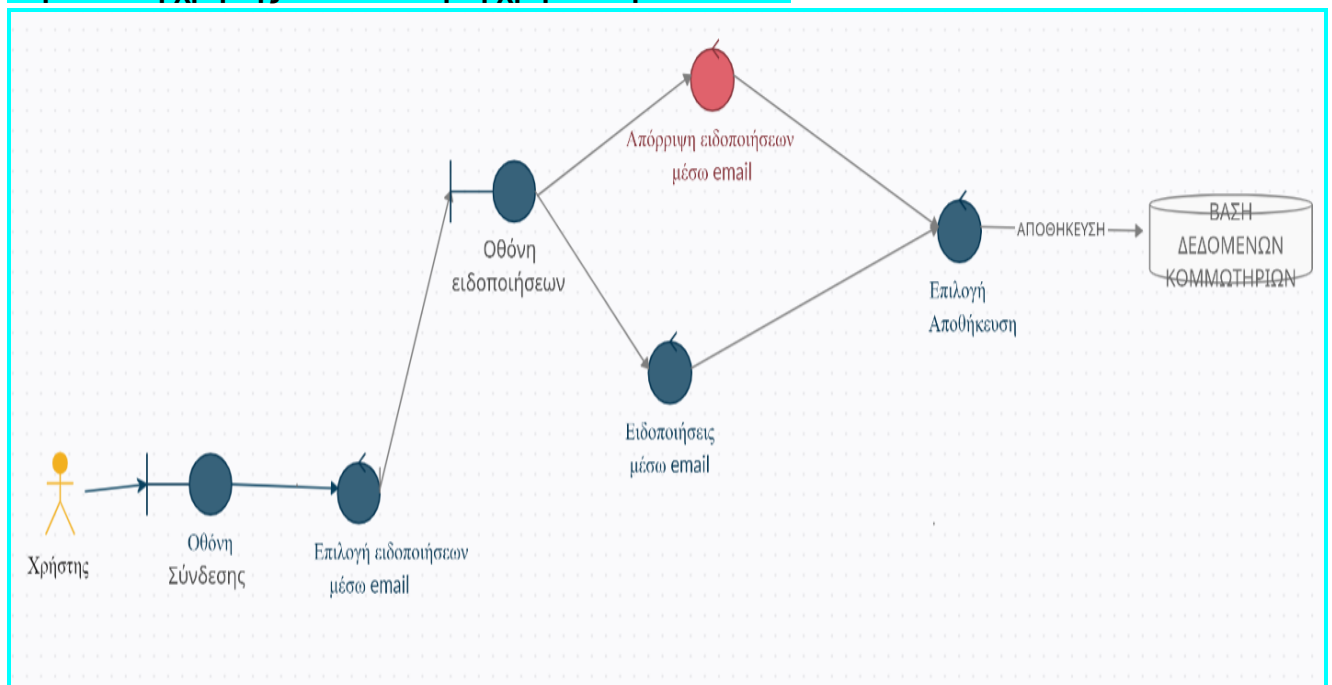 Απόρριψη ειδοποιήσεων
μέσω email
Οθόνη
ειδοποιήσεων
ΑΠΟΘΗΚΕΥΣΗ
ΒΑΣΗ
ΔΕΔΟΜΕΝΩΝ
ΚΟΜΜΩΤΗΡΙΩΝ
Επιλογή
Αποθήκευση
Ειδοποιήσεις
μέσω email
Χρήστης
Οθόνη
Σύνδεσης
Επιλογή ειδοποιήσεων
μέσω email